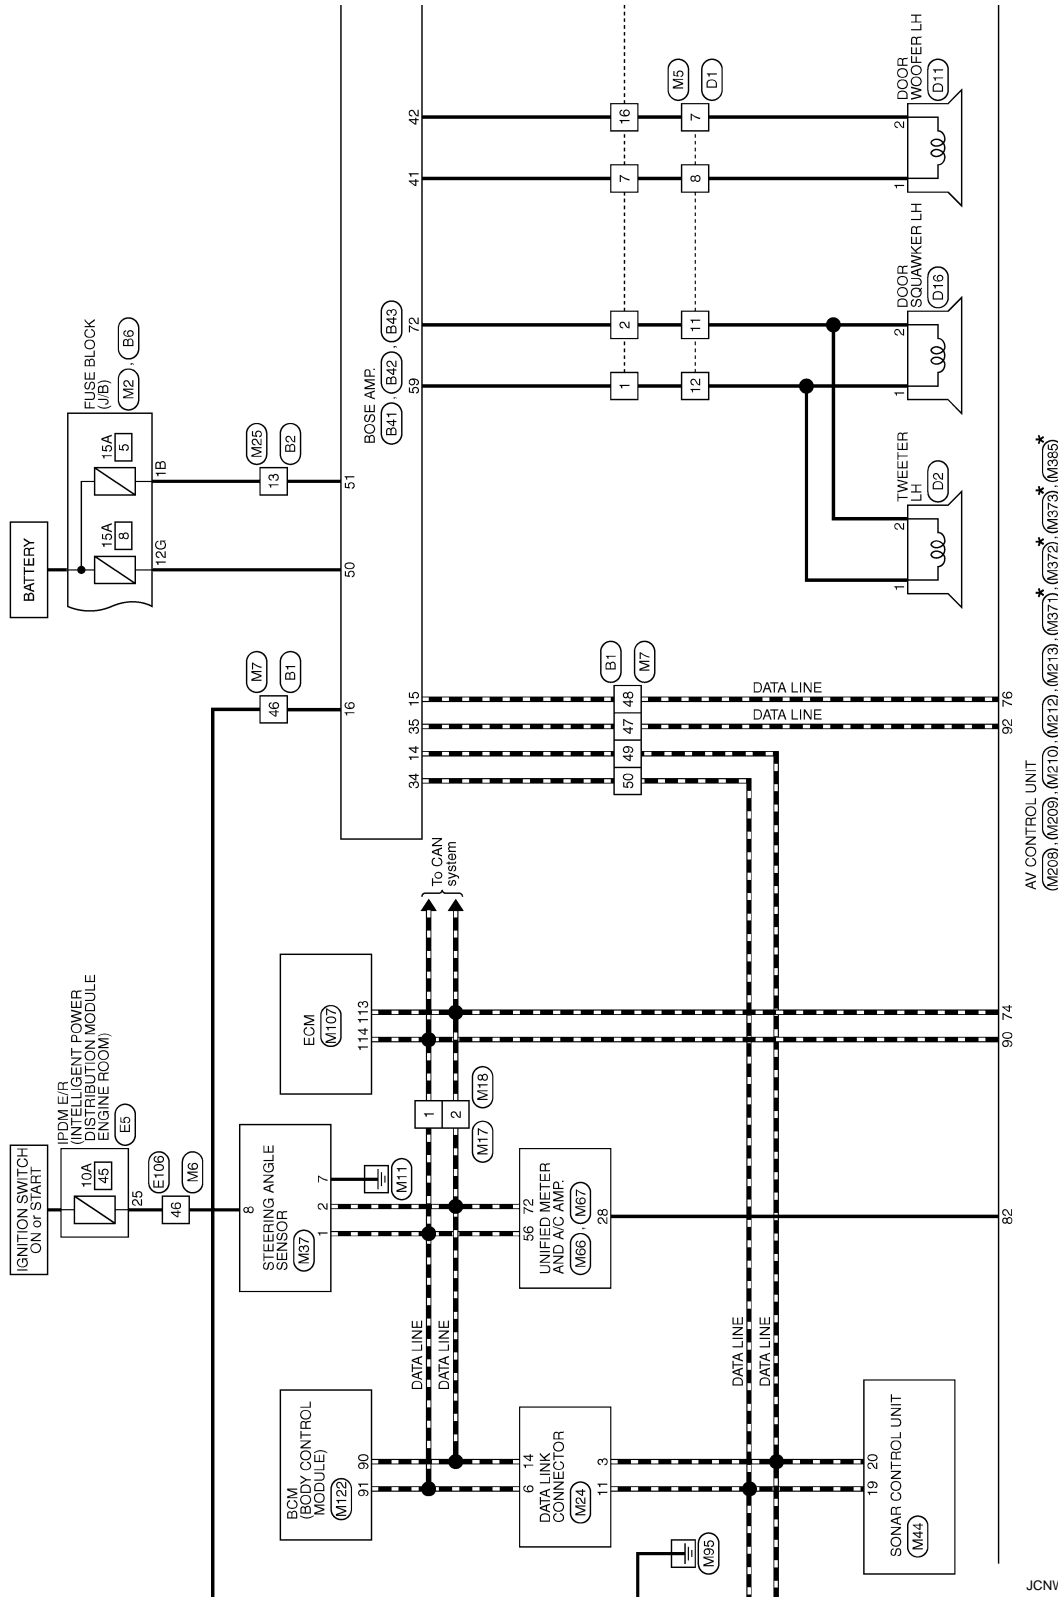 IGNITION SWITCH
ON or START
BATTERY
IPDM E/R
(INTELLIGENT POWER
DISTRIBUTION MODULE
ENGINE ROOM)
E5
10A
45
25
46
E106
M6
FUSE BLOCK
(J/B)
M2 , B6
15A
8
15A
5
12G
1B
46
M7
B1
13
M25
B2
BCM
(BODY CONTROL
MODULE)
M122
91
90
8
STEERING ANGLE
SENSOR
M37
1
2
7
M11
ECM
M107
114
113
16
50
51
BOSE AMP.
B41 , B42 , B43
34
14
35
15
59
72
41
42
DATA LINE
DATA LINE
1
2
M17
M18
To CAN
system
6
14
DATA LINK
CONNECTOR
M24
11
3
56
72
UNIFIED METER
AND A/C AMP.
M66 , M67
28
50
49
47
48
B1
M7
1
2
7
16
12
11
8
7
M5
D1
M95
DATA LINE
DATA LINE
DATA LINE
DATA LINE
19
20
SONAR CONTROL UNIT
M44
TWEETER
LH
D2
1
2
DOOR
SQUAWKER LH
D16
1
2
DOOR
WOOFER LH
D11
1
2
82
90
74
92
76
AV CONTROL UNIT
(M208), (M209), (M210), (M212), (M213), (M371)*, (M372)*, (M373)*, (M385)*
JCNW